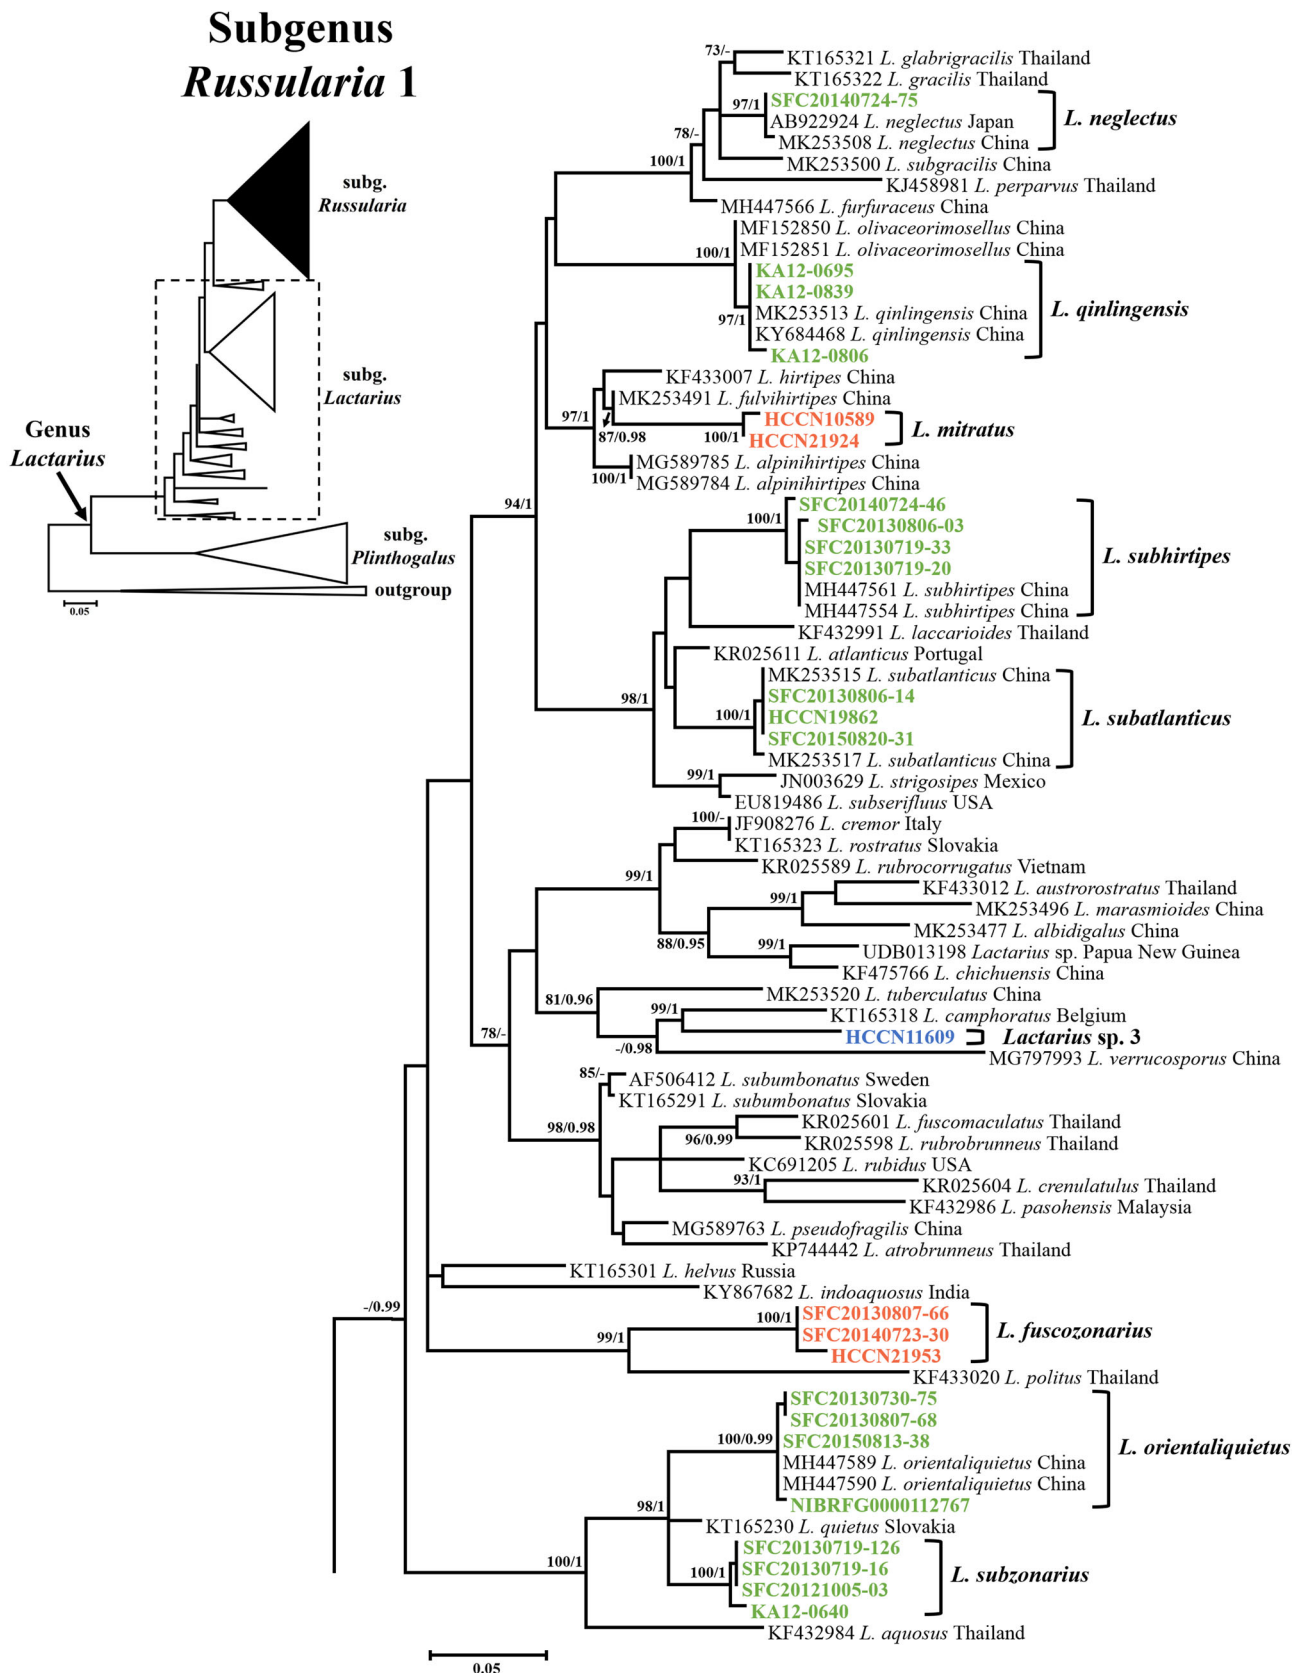 Subgenus
Russularia 1
subg.
Russularia
subg.
Lactarius
Genus
Lactarius
subg.
Plinthogalus
outgroup
0.05
73/-
KT165321 L. glabrigracilis Thailand
KT165322 L. gracilis Thailand
97/1
SFC20140724-75
AB922924 L. neglectus Japan
L. neglectus
78/-
MK253508 L. neglectus China
100/1
MK253500 L. subgracilis China
KJ458981 L. perparvus Thailand
MH447566 L. furfuraceus China
MF152850 L. olivaceorimosellus China
100/1
MF152851 L. olivaceorimosellus China
KA12-0695
KA12-0839
MK253513 L. qinlingensis China
L. qinlingensis
97/1
KY684468 L. qinlingensis China
KA12-0806
KF433007 L. hirtipes China
MK253491 L. fulvihirtipes China
97/1
HCCN10589
87/0.98
100/1
HCCN21924
L. mitratus
MG589785 L. alpinihirtipes China
100/1
MG589784 L. alpinihirtipes China
94/1
SFC20140724-46
100/1
SFC20130806-03
SFC20130719-33
L. subhirtipes
SFC20130719-20
MH447561 L. subhirtipes China
MH447554 L. subhirtipes China
KF432991 L. laccarioides Thailand
KR025611 L. atlanticus Portugal
98/1
MK253515 L. subatlanticus China
SFC20130806-14
100/1
HCCN19862
L. subatlanticus
SFC20150820-31
MK253517 L. subatlanticus China
99/1
JN003629 L. strigosipes Mexico
EU819486 L. subserifluus USA
100/-
JF908276 L. cremor Italy
KT165323 L. rostratus Slovakia
KR025589 L. rubrocorrugatus Vietnam
99/1
KF433012 L. austrorostratus Thailand
99/1
MK253496 L. marasmioides China
MK253477 L. albidigalus China
88/0.95
99/1
UDB013198 Lactarius sp. Papua New Guinea
KF475766 L. chichuensis China
MK253520 L. tuberculatus China
81/0.96
99/1
KT165318 L. camphoratus Belgium
78/-
HCCN11609
Lactarius sp. 3
-/0.98
MG797993 L. verrucosporus China
85/-
AF506412 L. subumbonatus Sweden
KT165291 L. subumbonatus Slovakia
98/0.98
KR025601 L. fuscomaculatus Thailand
96/0.99
KR025598 L. rubrobrunneus Thailand
KC691205 L. rubidus USA
93/1
KR025604 L. crenulatulus Thailand
KF432986 L. pasohensis Malaysia
MG589763 L. pseudofragilis China
KP744442 L. atrobrunneus Thailand
KT165301 L. helvus Russia
KY867682 L. indoaquosus India
-/0.99
100/1
SFC20130807-66
99/1
SFC20140723-30
L. fuscozonarius
HCCN21953
KF433020 L. politus Thailand
SFC20130730-75
SFC20130807-68
100/0.99
SFC20150813-38
L. orientaliquietus
MH447589 L. orientaliquietus China
MH447590 L. orientaliquietus China
98/1
NIBRFG0000112767
KT165230 L. quietus Slovakia
SFC20130719-126
100/1
100/1
SFC20130719-16
L. subzonarius
SFC20121005-03
KA12-0640
KF432984 L. aquosus Thailand
0.05